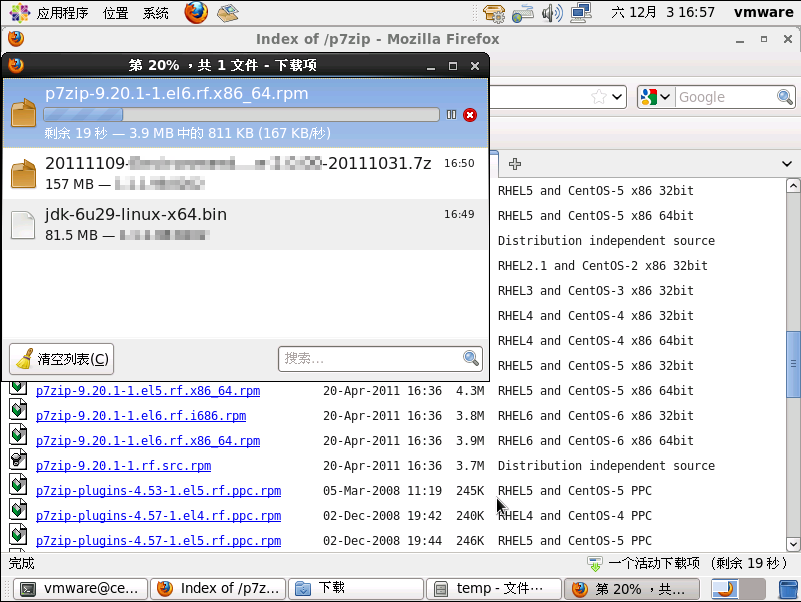 应用程序 位置 系统 六 12月 3 16:57 vmware
Index of /p7zip - Mozilla Firefox
第 20% ，共 1 文件 - 下载项
p7zip-9.20.1-1.el6.rf.x86_64.rpm
剩余 19 秒 — 3.9 MB 中的 811 KB (167 KB/秒)
20111109- -20111031.7z 16:50
157 MB —
jdk-6u29-linux-x64.bin 16:49
81.5 MB —
清空列表(C) 搜索...
Google
RHEL5 and CentOS-5 x86 32bit
RHEL5 and CentOS-5 x86 64bit
Distribution independent source
RHEL2.1 and CentOS-2 x86 32bit
RHEL3 and CentOS-3 x86 32bit
RHEL4 and CentOS-4 x86 32bit
RHEL4 and CentOS-4 x86 64bit
RHEL5 and CentOS-5 x86 32bit
p7zip-9.20.1-1.el5.rf.x86_64.rpm 20-Apr-2011 16:36 4.3M RHEL5 and CentOS-5 x86 64bit
p7zip-9.20.1-1.el6.rf.i686.rpm 20-Apr-2011 16:36 3.8M RHEL6 and CentOS-6 x86 32bit
p7zip-9.20.1-1.el6.rf.x86_64.rpm 20-Apr-2011 16:36 3.9M RHEL6 and CentOS-6 x86 64bit
p7zip-9.20.1-1.rf.src.rpm 20-Apr-2011 16:36 3.7M Distribution independent source
p7zip-plugins-4.53-1.el5.rf.ppc.rpm 05-Mar-2008 11:19 245K RHEL5 and CentOS-5 PPC
p7zip-plugins-4.57-1.el4.rf.ppc.rpm 02-Dec-2008 19:42 240K RHEL4 and CentOS-4 PPC
p7zip-plugins-4.57-1.el5.rf.ppc.rpm 02-Dec-2008 19:44 246K RHEL5 and CentOS-5 PPC
完成 一个活动下载项 (剩余 19 秒)
vmware@ce... Index of /p7z... 下载 temp - 文件... 第 20% ，共...